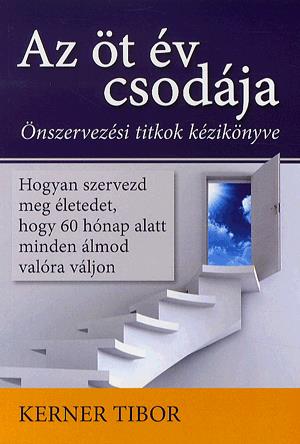 Az öt év
csodája
Önszervezési titkok kézikönyve
Hogyan szervezd
meg életedet,
hogy 60 hónap alatt
minden álmod
valóra váljon
KERNER TIBOR